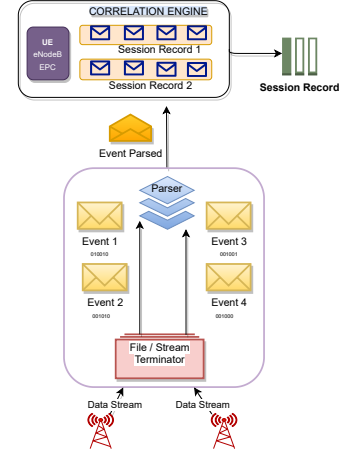 CORRELATION ENGINE
UE
eNodeB
EPC
Session Record 1
Session Record 2
Session Record
Event Parsed
Parser
Event 1
010010
Event 3
001001
Event 2
001010
Event 4
001000
File / Stream
Terminator
Data Stream
Data Stream